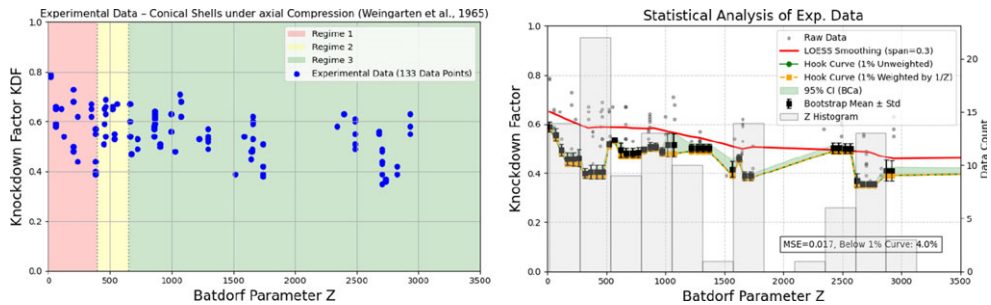 Experimental Data – Conical Shells under axial Compression (Weingarten et al., 1965)
Knockdown Factor KDF
1.0
0.8
0.6
0.4
0.2
0.0
0
500
1000
1500
2000
2500
3000
3500
Batdorf Parameter Z
Regime 1
Regime 2
Regime 3
Experimental Data (133 Data Points)
Statistical Analysis of Exp. Data
Knockdown Factor
1.0
0.8
0.6
0.4
0.2
0.0
0
500
1000
1500
2000
2500
3000
3500
Batdorf Parameter Z
Raw Data
LOESS Smoothing (span=0.3)
Hook Curve (1% Unweighted)
Hook Curve (1% Weighted by 1/Z)
95% CI (BCa)
Bootstrap Mean ± Std
Z Histogram
MSE=0.017, Below 1% Curve: 4.0%
20
15
10
5
0
Data Count